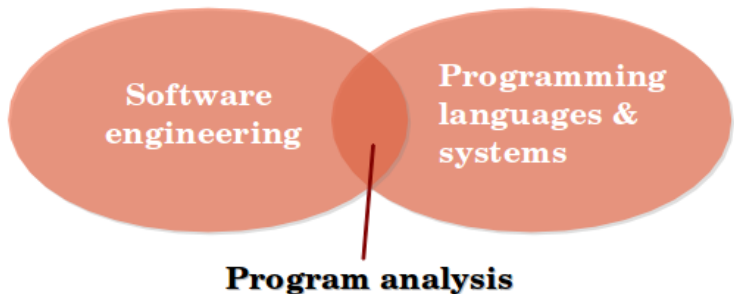 Software
engineering
Programming
languages &
systems
Program analysis